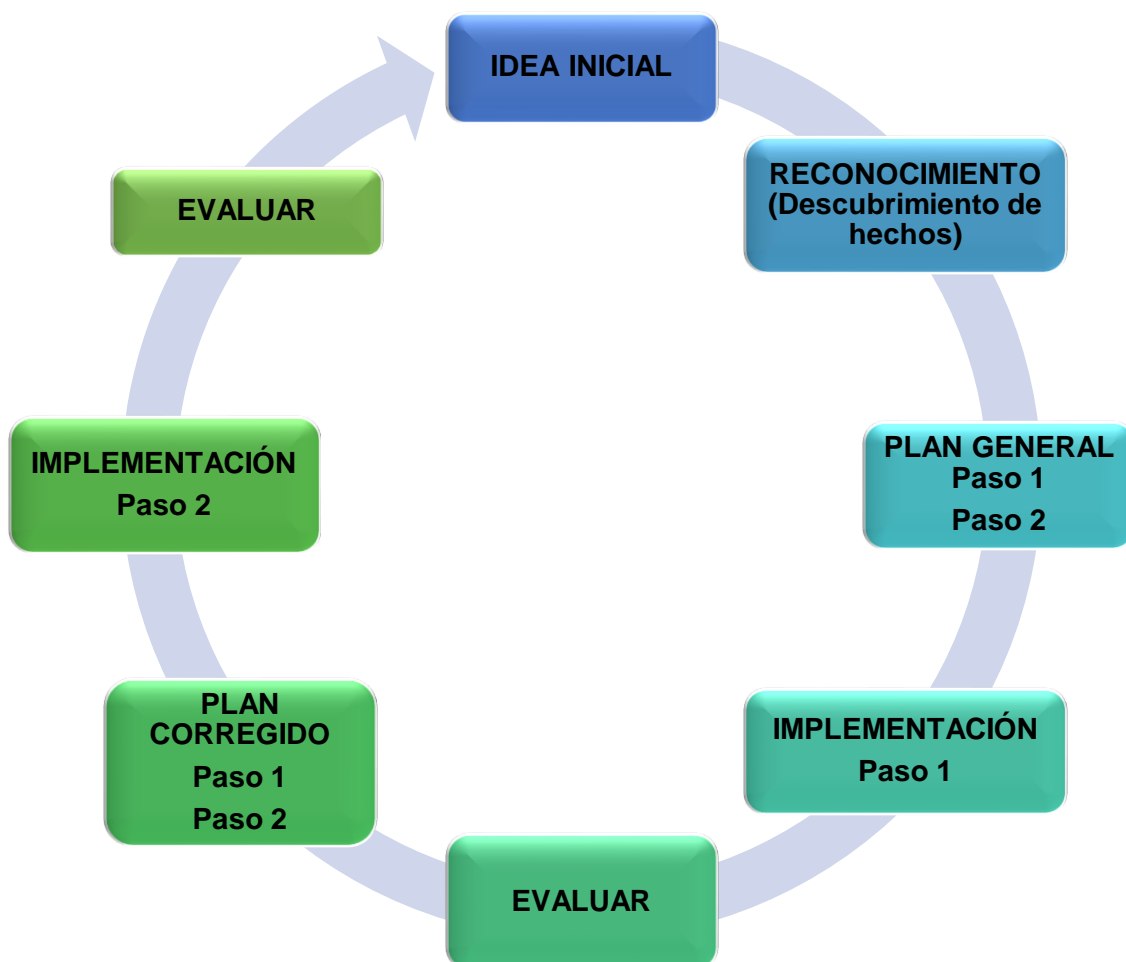 IDEA INICIAL
RECONOCIMIENTO
(Descubrimiento de
hechos)
PLAN GENERAL
Paso 1
Paso 2
IMPLEMENTACIÓN
Paso 1
EVALUAR
PLAN
CORREGIDO
Paso 1
Paso 2
IMPLEMENTACIÓN
Paso 2
EVALUAR